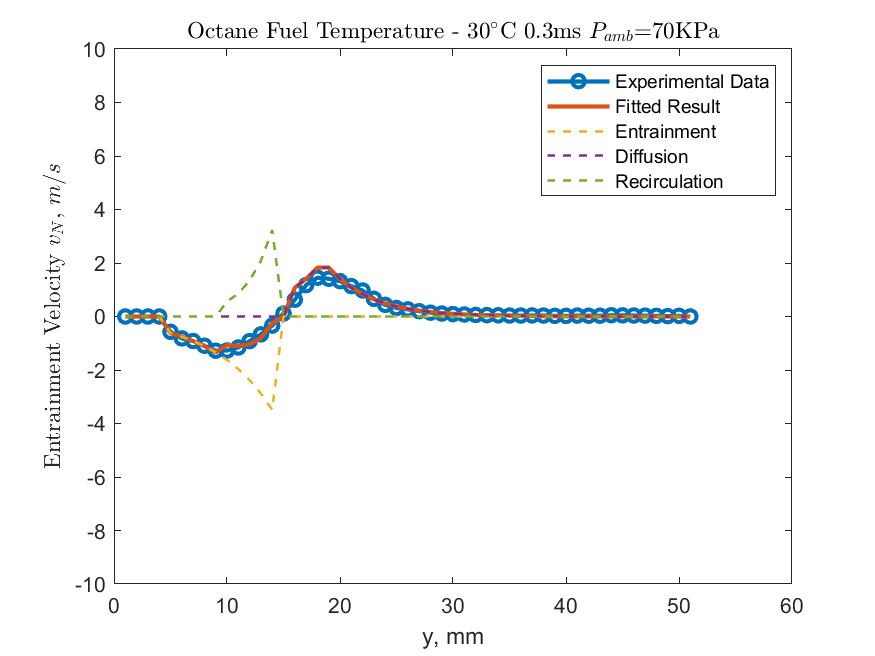 Octane Fuel Temperature - 30°C 0.3ms P_amb=70KPa
10
8
6
4
2
0
-2
-4
-6
-8
-10
Entrainment Velocity v_N, m/s
Experimental Data
Fitted Result
Entrainment
Diffusion
Recirculation
0 10 20 30 40 50 60
y, mm